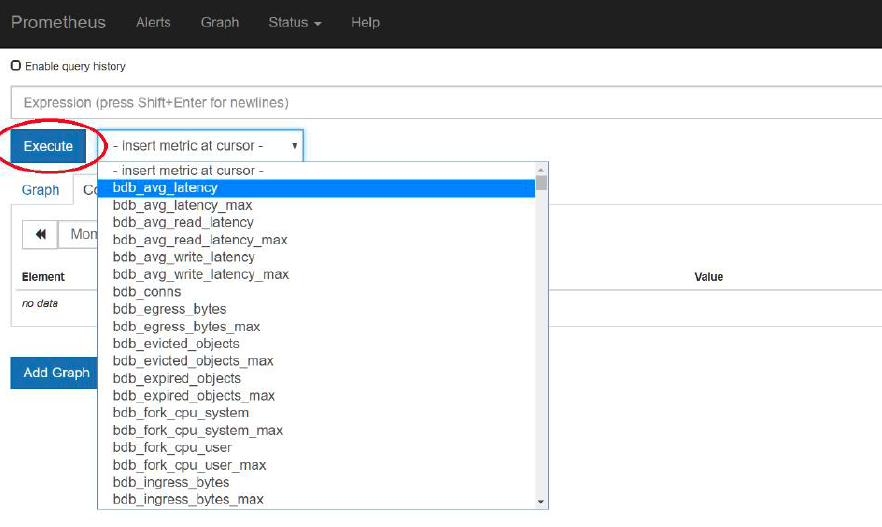 Prometheus Alerts Graph Status Help
Enable query history
Expression (press Shift+Enter for newlines)
Execute - insert metric at cursor -
- insert metric at cursor -
Graph Co
bdb_avg_latency
bdb_avg_latency_max
bdb_avg_read_latency
Mom
bdb_avg_read_latency_max
bdb_avg_write_latency
Element bdb_avg_write_latency_max Value
bdb_conns
no data
bdb_egress_bytes
bdb_egress_bytes_max
bdb_evicted_objects
bdb_evicted_objects_max
Add Graph
bdb_expired_objects
bdb_expired_objects_max
bdb_fork_cpu_system
bdb_fork_cpu_system_max
bdb_fork_cpu_user
bdb_fork_cpu_user_max
bdb_ingress_bytes
bdb_ingress_bytes_max